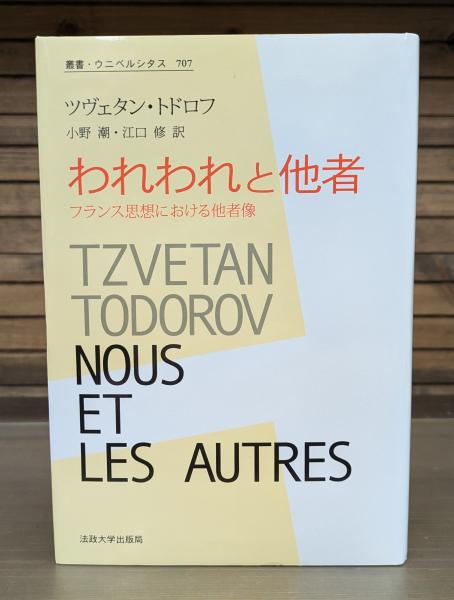 叢書・ウニベルシタス 707
ツヴェタン・トドロフ
小野 潮・江口 修 訳
われわれと他者
フランス思想における他者像
TZVETAN
TODOROV
NOUS
ET
LES AUTRES
法政大学出版局